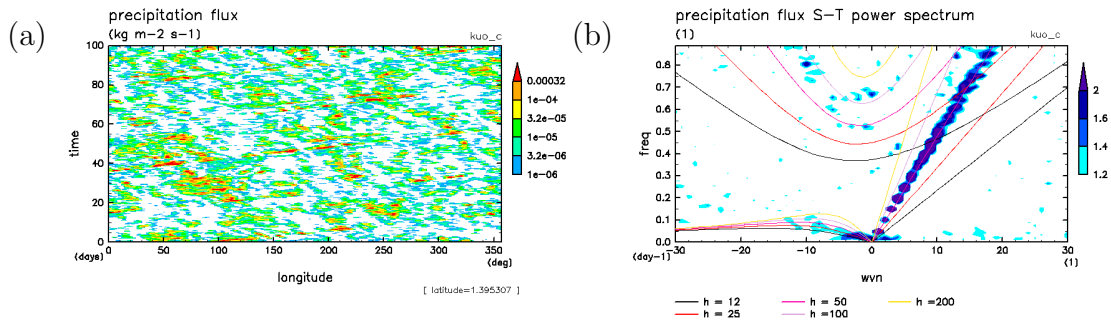 (a)
precipitation flux
(kg m-2 s-1)
kuo_c
100
80
60
40
20
0
time
0 50 100 150 200 250 300 350
(days)
(deg)
longitude
[ latitude=1.395307 ]
0.00032
1e-04
3.2e-05
1e-05
3.2e-06
1e-06
(b)
precipitation flux S-T power spectrum
(1)
kuo_c
0.8
0.7
0.6
0.5
0.4
0.3
0.2
0.1
0.0
freq
-30 -20 -10 0 10 20 30
(day-1)
(1)
wvn
2
1.6
1.4
1.2
h = 12 h = 50 h =200
h = 25 h =100